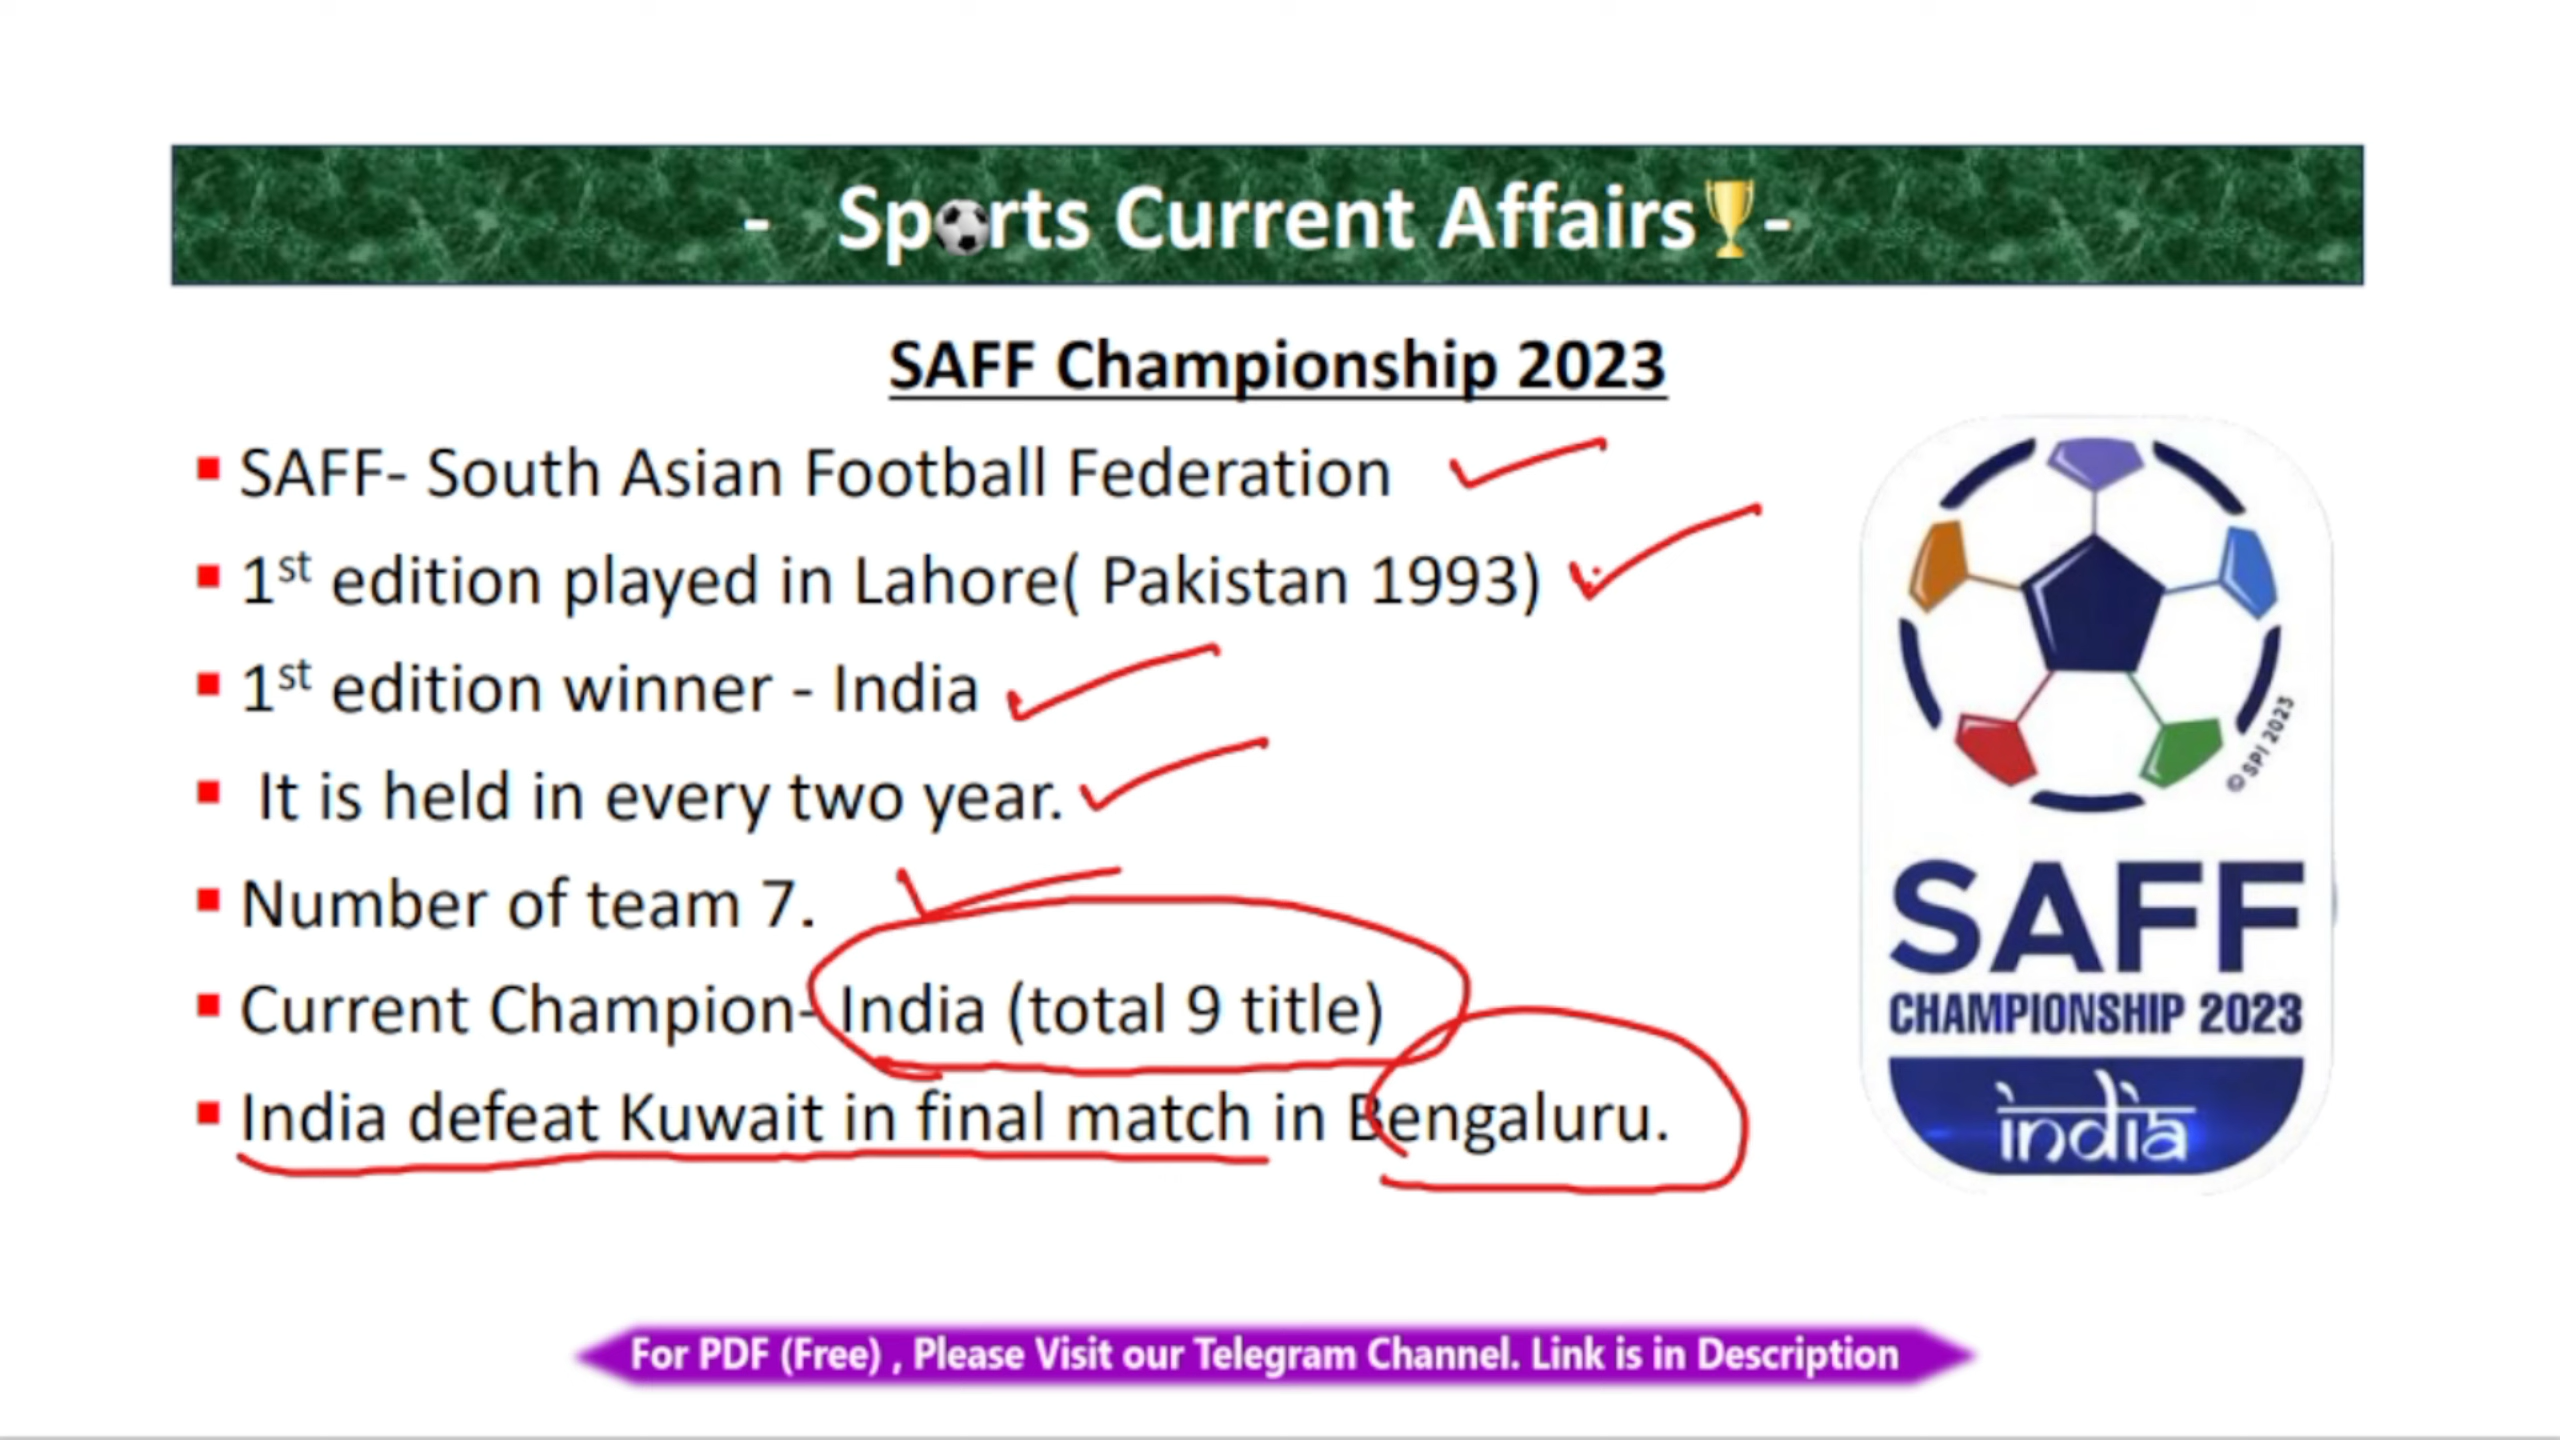 - Sports Current Affairs🏆-
SAFF Championship 2023
SAFF- South Asian Football Federation
1st edition played in Lahore( Pakistan 1993)
1st edition winner - India
It is held in every two year.
Number of team 7.
Current Champion- India (total 9 title)
India defeat Kuwait in final match in Bengaluru.
© SPI 2023
SAFF
CHAMPIONSHIP 2023
india
For PDF (Free) , Please Visit our Telegram Channel. Link is in Description